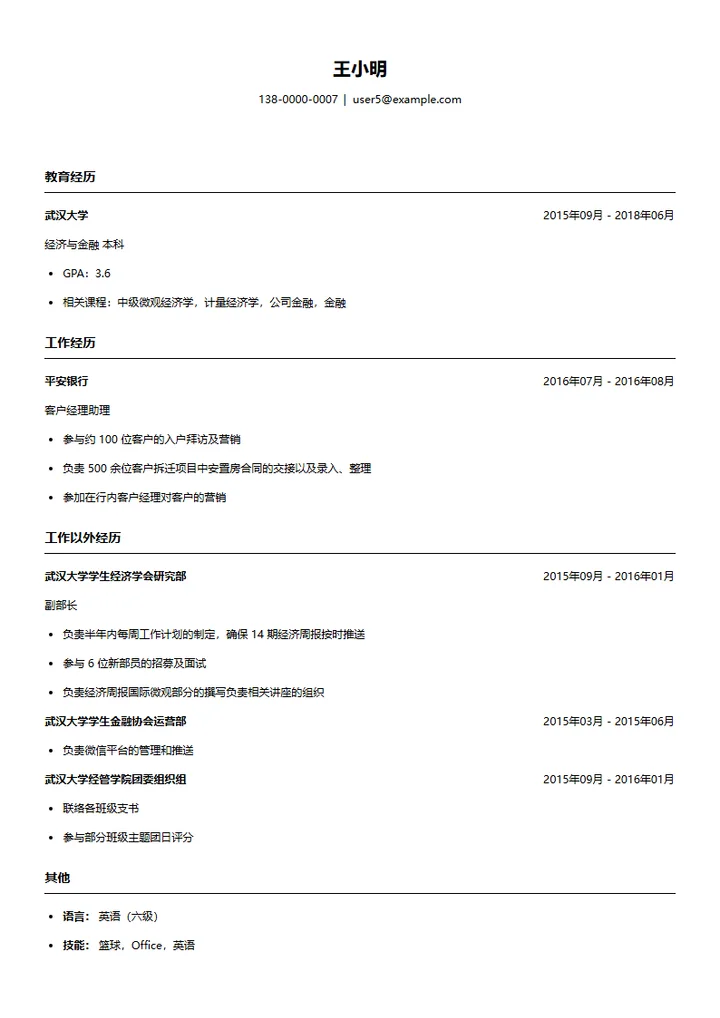 王小明
138-0000-0007 | user5@example.com
教育经历
武汉大学 2015年09月 - 2018年06月
经济与金融 本科
• GPA：3.6
• 相关课程：中级微观经济学，计量经济学，公司金融，金融
工作经历
平安银行 2016年07月 - 2016年08月
客户经理助理
• 参与约 100 位客户的入户拜访及营销
• 负责 500 余位客户拆迁项目中安置房合同的交接以及录入、整理
• 参加在行内客户经理对客户的营销
工作以外经历
武汉大学学生经济学会研究部 2015年09月 - 2016年01月
副部长
• 负责半年内每周工作计划的制定，确保 14 期经济周报按时推送
• 参与 6 位新部员的招募及面试
• 负责经济周报国际微观部分的撰写负责相关讲座的组织
武汉大学学生金融协会运营部 2015年03月 - 2015年06月
• 负责微信平台的管理和推送
武汉大学经管学院团委组织组 2015年09月 - 2016年01月
• 联络各班级支书
• 参与部分班级主题团日评分
其他
• 语言： 英语（六级）
• 技能： 篮球，Office，英语